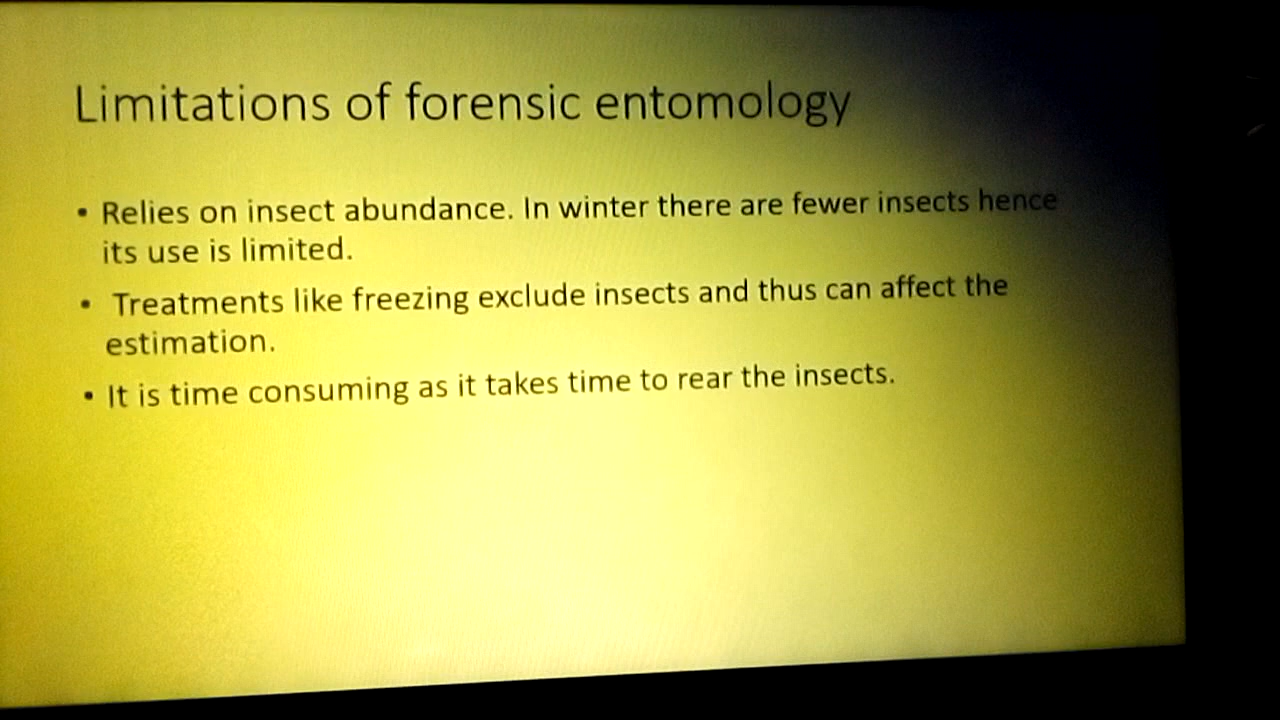 Limitations of forensic entomology
• Relies on insect abundance. In winter there are fewer insects hence
its use is limited.
• Treatments like freezing exclude insects and thus can affect the
estimation.
• It is time consuming as it takes time to rear the insects.